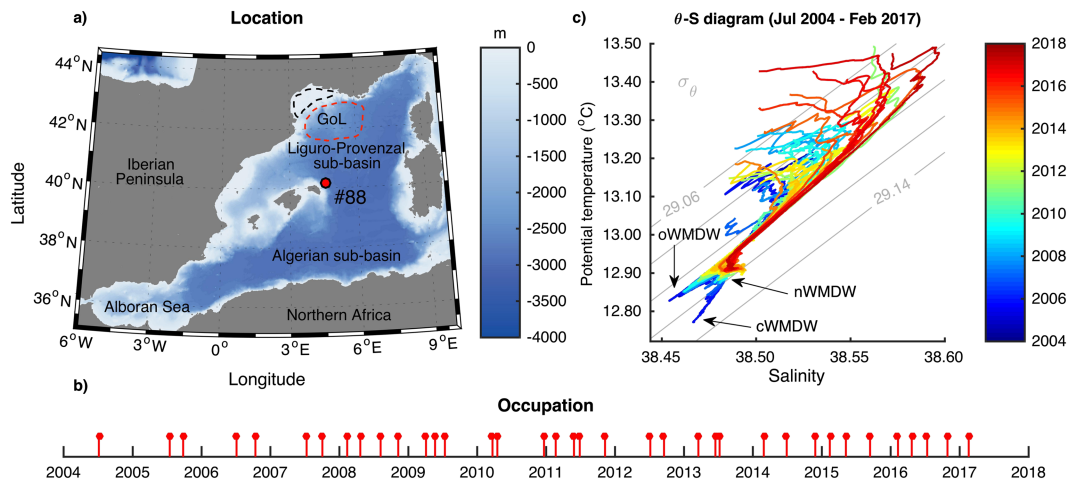 a)
Location
44°N
42°N
40°N
38°N
36°N
Latitude
6°W
3°W
0°
3°E
6°E
9°E
Longitude
GoL
Liguro-Provenzal
sub-basin
Iberian
Peninsula
#88
Algerian sub-basin
Alboran Sea
Northern Africa
m
0
-500
-1000
-1500
-2000
-2500
-3000
-3500
-4000
c)
θ-S diagram (Jul 2004 - Feb 2017)
13.50
13.40
13.30
13.20
13.10
13.00
12.90
12.80
Potential temperature (°C)
σθ
29.06
29.14
oWMDW
nWMDW
cWMDW
38.45
38.50
38.55
38.60
Salinity
2018
2016
2014
2012
2010
2008
2006
2004
b)
Occupation
2004
2005
2006
2007
2008
2009
2010
2011
2012
2013
2014
2015
2016
2017
2018